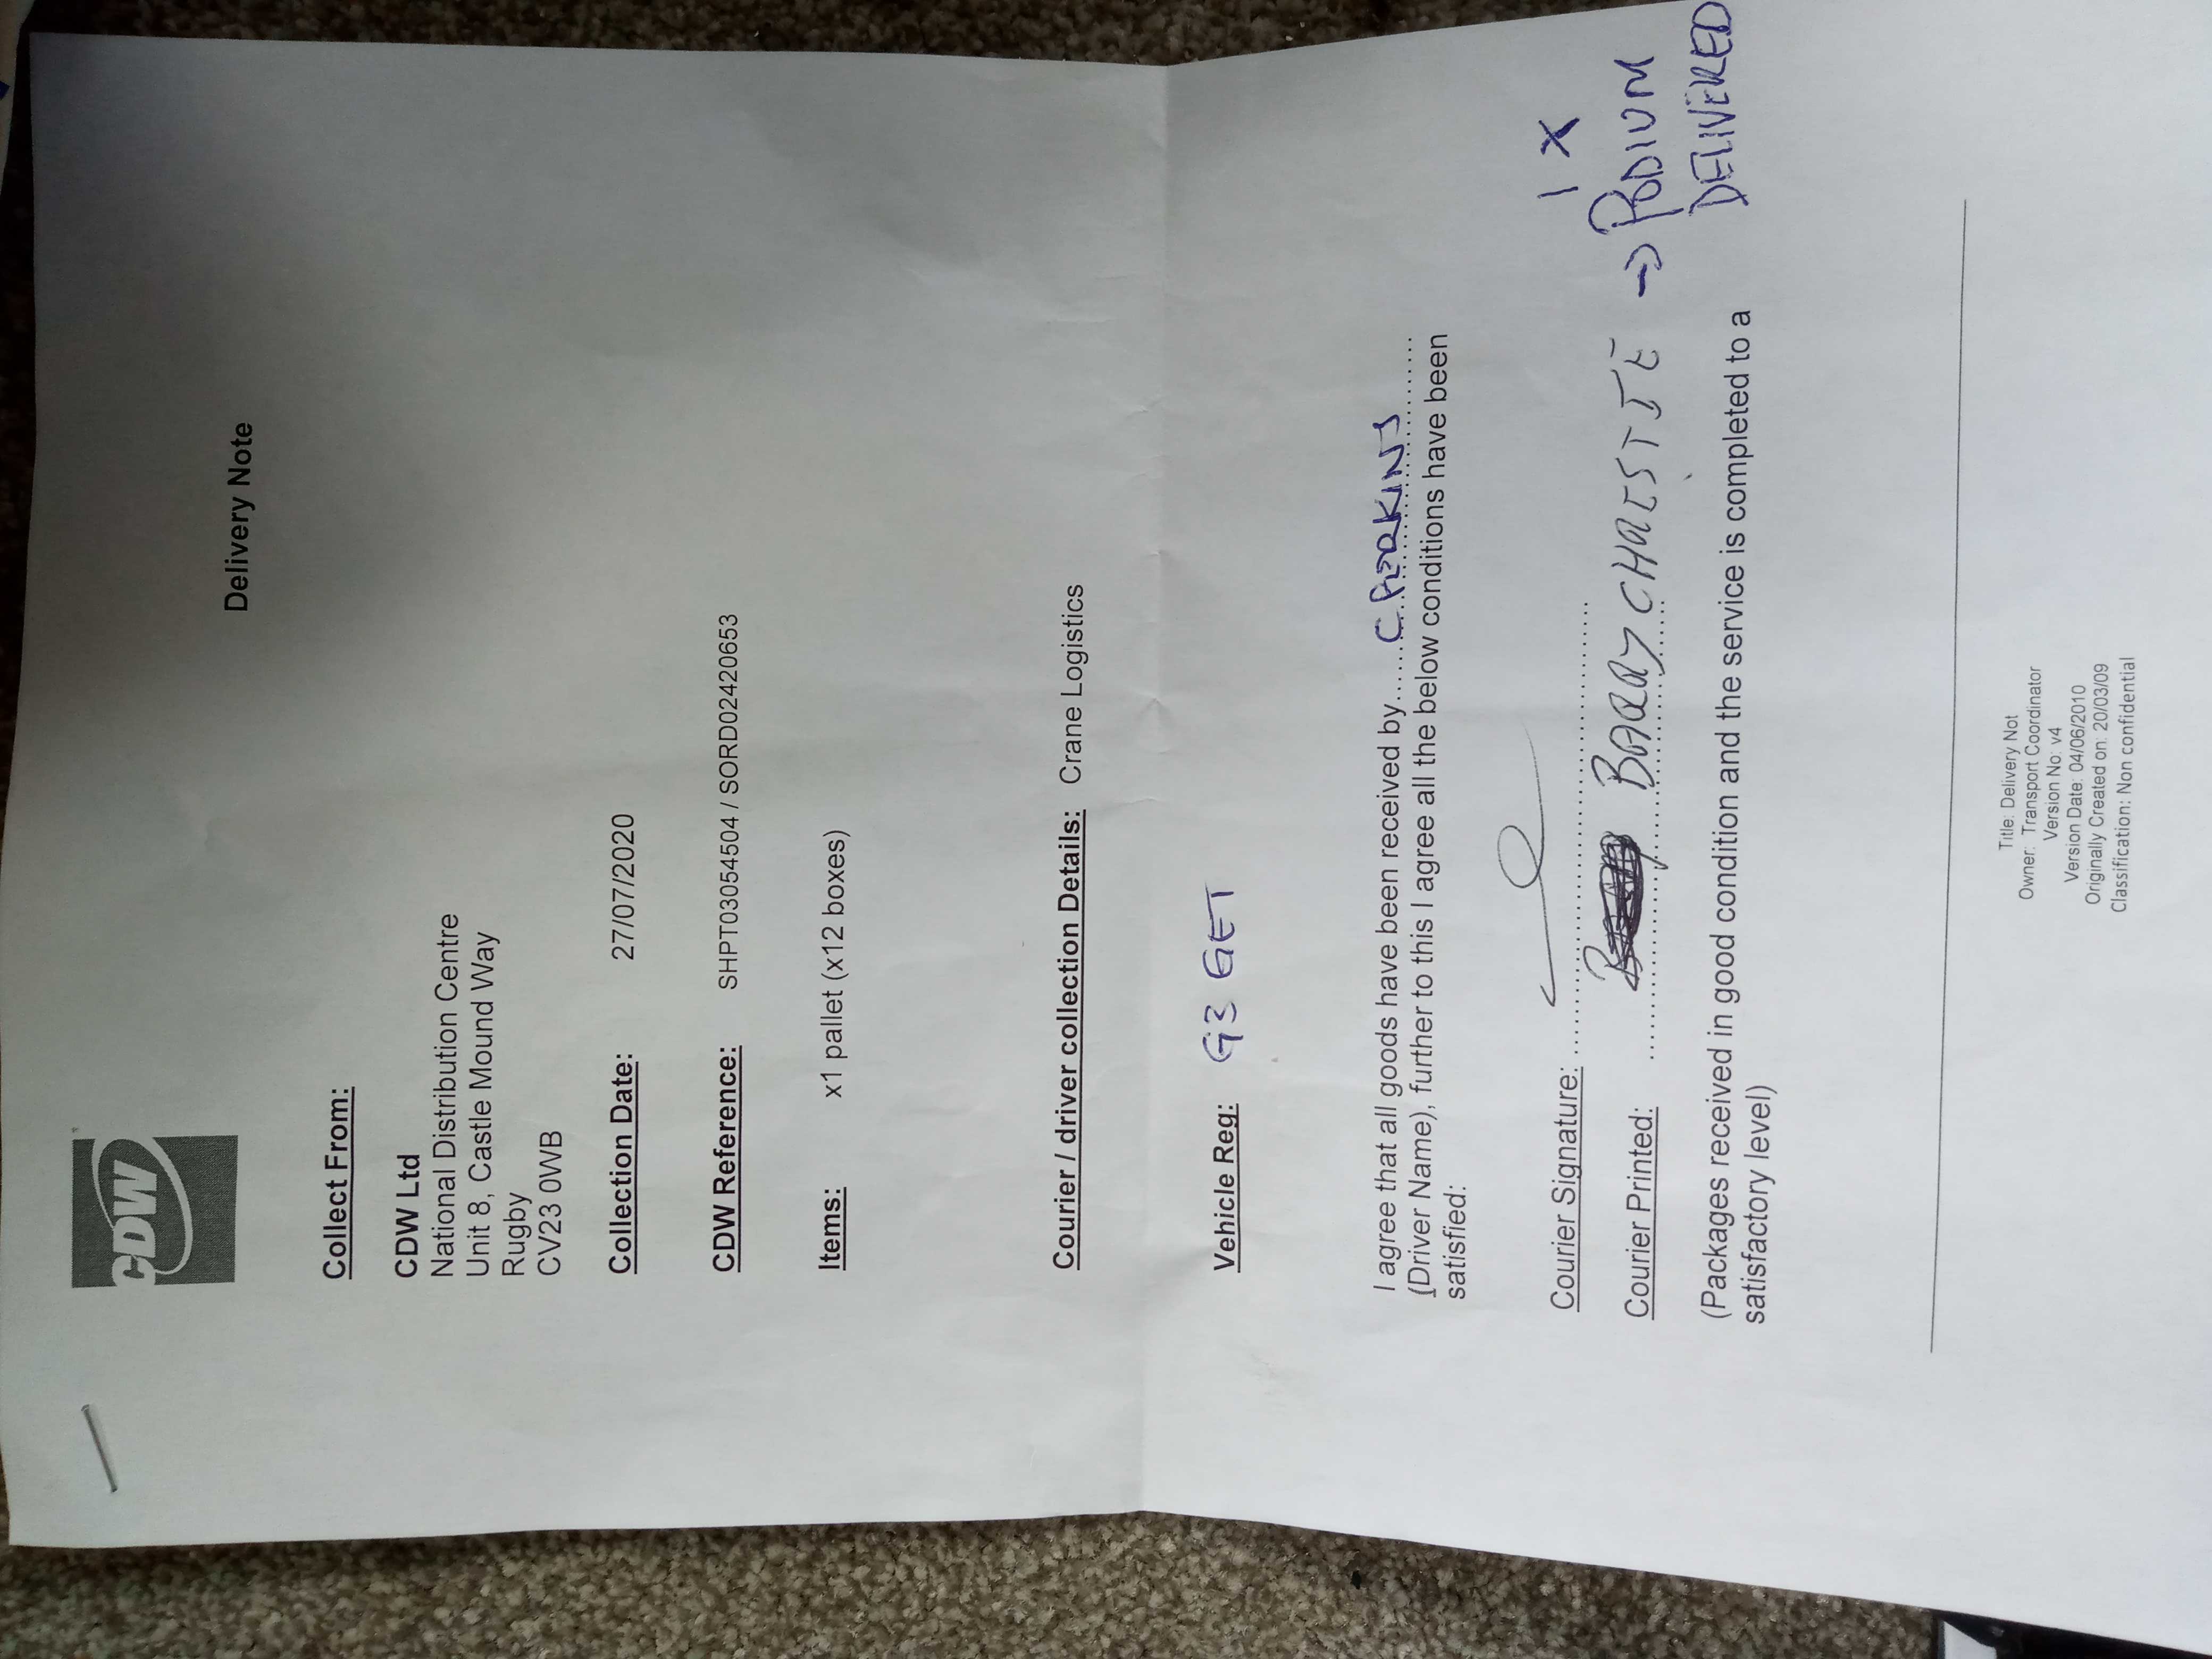 CDW
Delivery Note
Collect From:
CDW Ltd
National Distribution Centre
Unit 8, Castle Mound Way
Rugby
CV23 0WB
Collection Date: 27/07/2020
CDW Reference: SHPT03054504 / SORD02420653
Items: x1 pallet (x12 boxes)
Courier / driver collection Details: Crane Logistics
Vehicle Reg: G3 GET
I agree that all goods have been received by......C. PERKINS..........
(Driver Name), further to this I agree all the below conditions have been
satisfied:
Courier Signature: ..........................................................
1 X
Courier Printed: ............ BARRY CHRISTIE → PODIUM
DELIVERED
(Packages received in good condition and the service is completed to a
satisfactory level)
Title: Delivery Not
Owner: Transport Coordinator
Version No: v4
Version Date: 04/06/2010
Originally Created on: 20/03/09
Classification: Non confidential